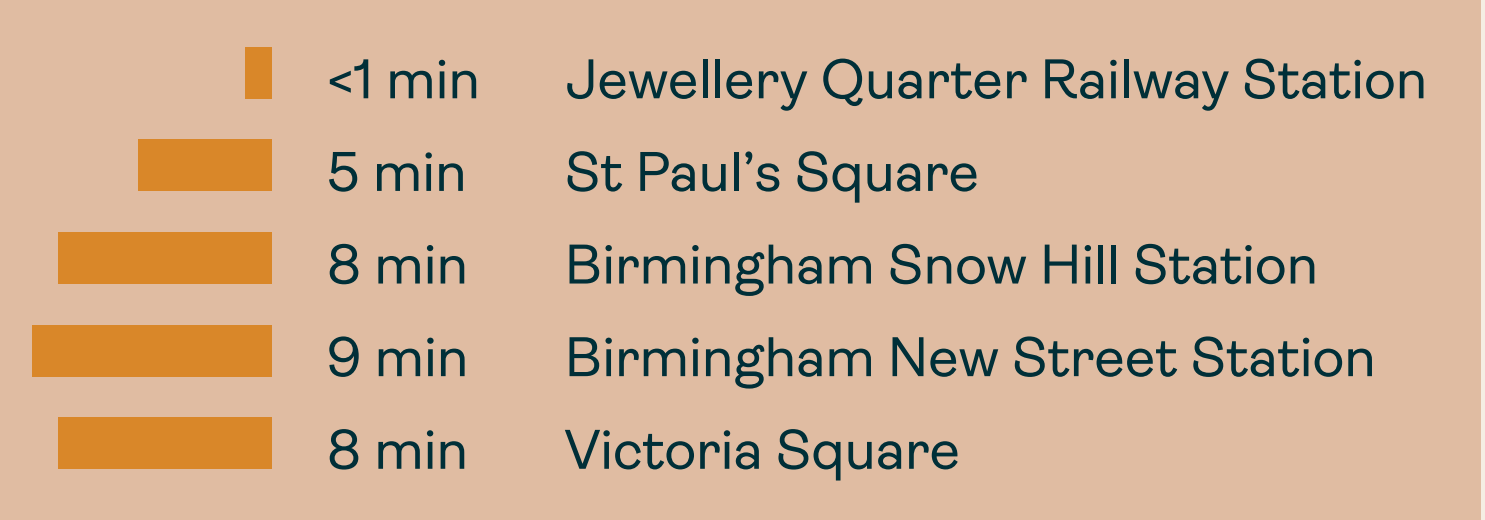 <1 min Jewellery Quarter Railway Station
5 min St Paul’s Square
8 min Birmingham Snow Hill Station
9 min Birmingham New Street Station
8 min Victoria Square